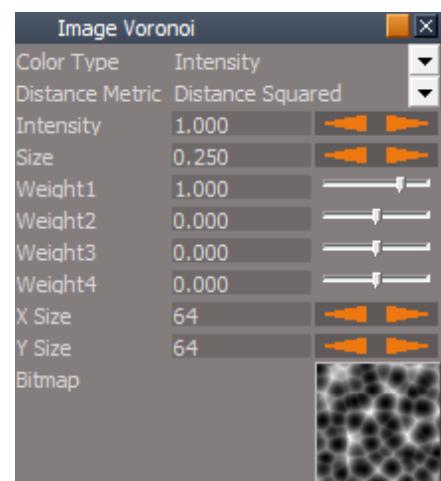 Image Voronoi
Color Type Intensity
Distance Metric Distance Squared
Intensity 1.000
Size 0.250
Weight1 1.000
Weight2 0.000
Weight3 0.000
Weight4 0.000
X Size 64
Y Size 64
Bitmap